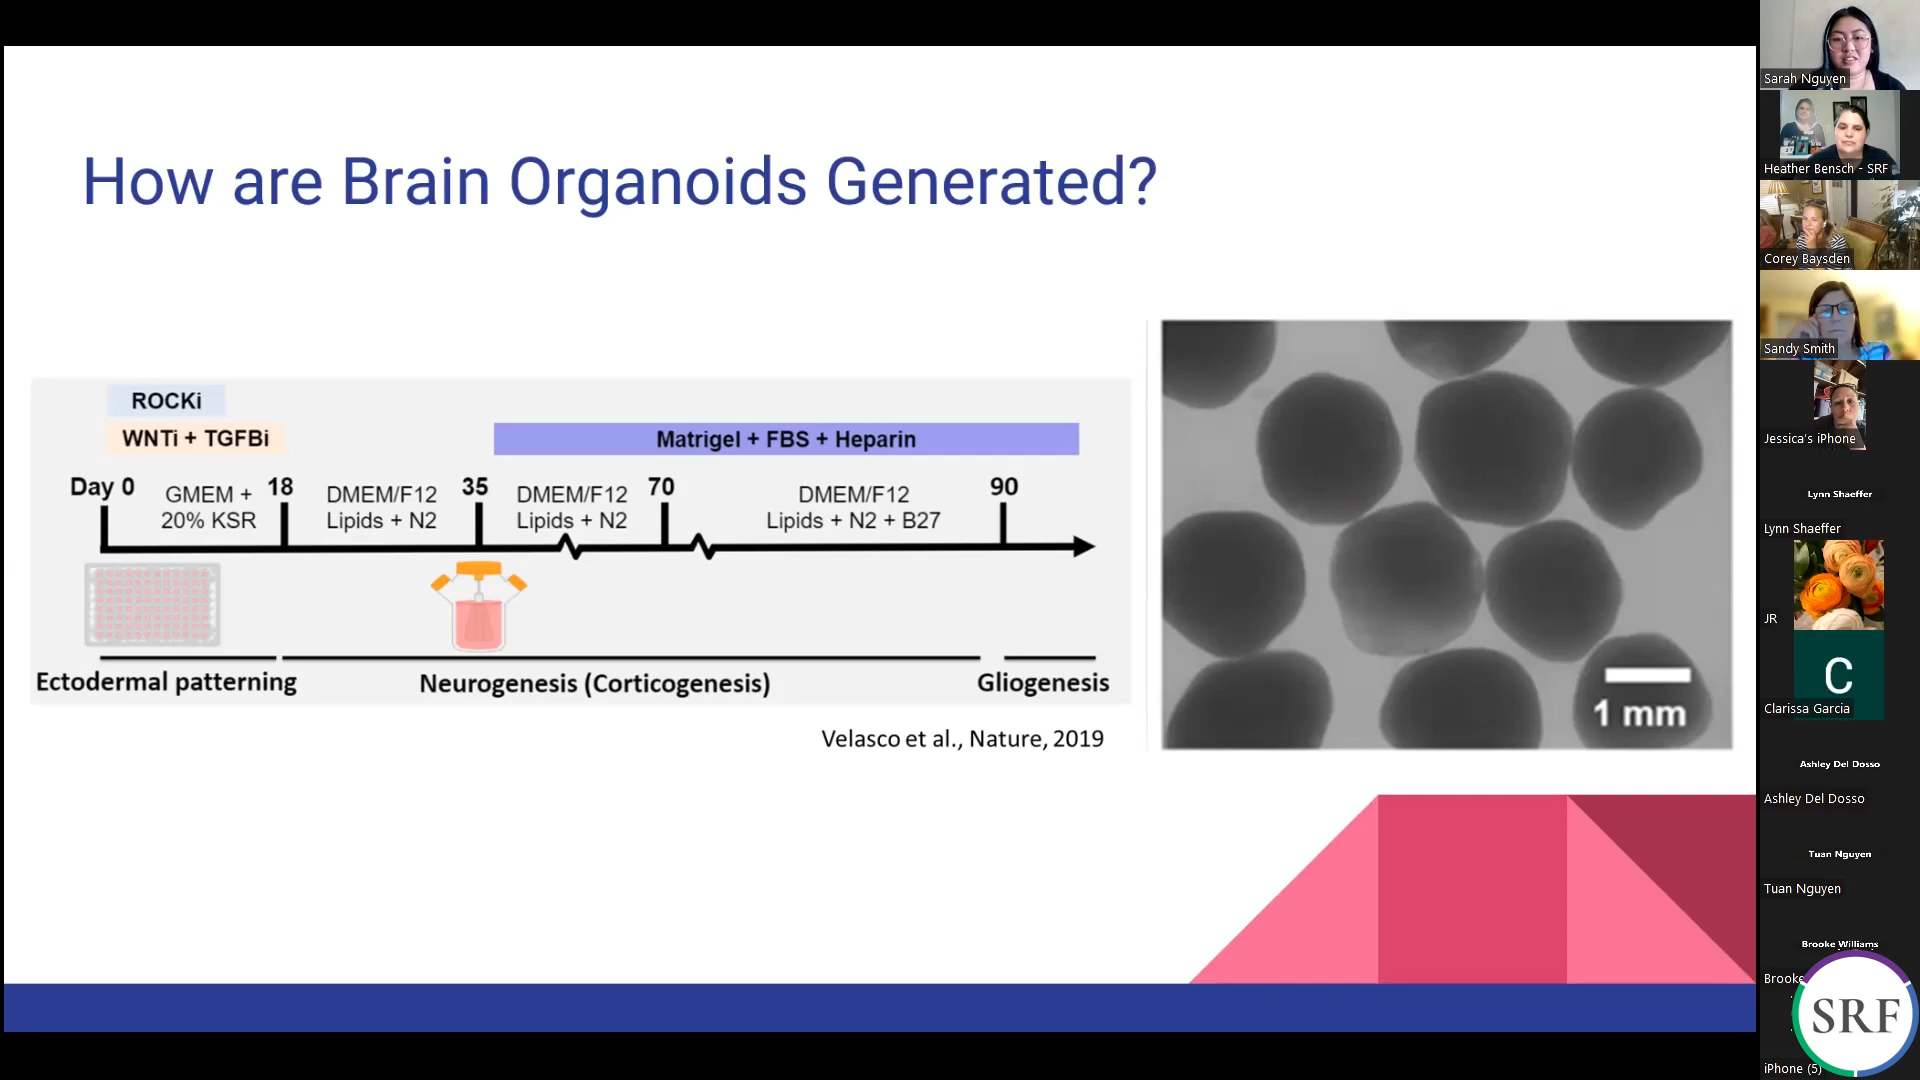 How are Brain Organoids Generated?
ROCKi
WNTi + TGFBi
Matrigel + FBS + Heparin
Day 0
18
35
70
90
GMEM +
20% KSR
DMEM/F12
Lipids + N2
DMEM/F12
Lipids + N2
DMEM/F12
Lipids + N2 + B27
Ectodermal patterning
Neurogenesis (Corticogenesis)
Gliogenesis
Velasco et al., Nature, 2019
1 mm
Sarah Nguyen
Heather Bensch - SRF
Corey Baysden
Sandy Smith
Jessica's iPhone
Lynn Shaeffer
Lynn Shaeffer
JR
C
Clarissa Garcia
Ashley Del Dosso
Ashley Del Dosso
Tuan Nguyen
Tuan Nguyen
Brooke Williams
Brooke
SRF
iPhone (5)